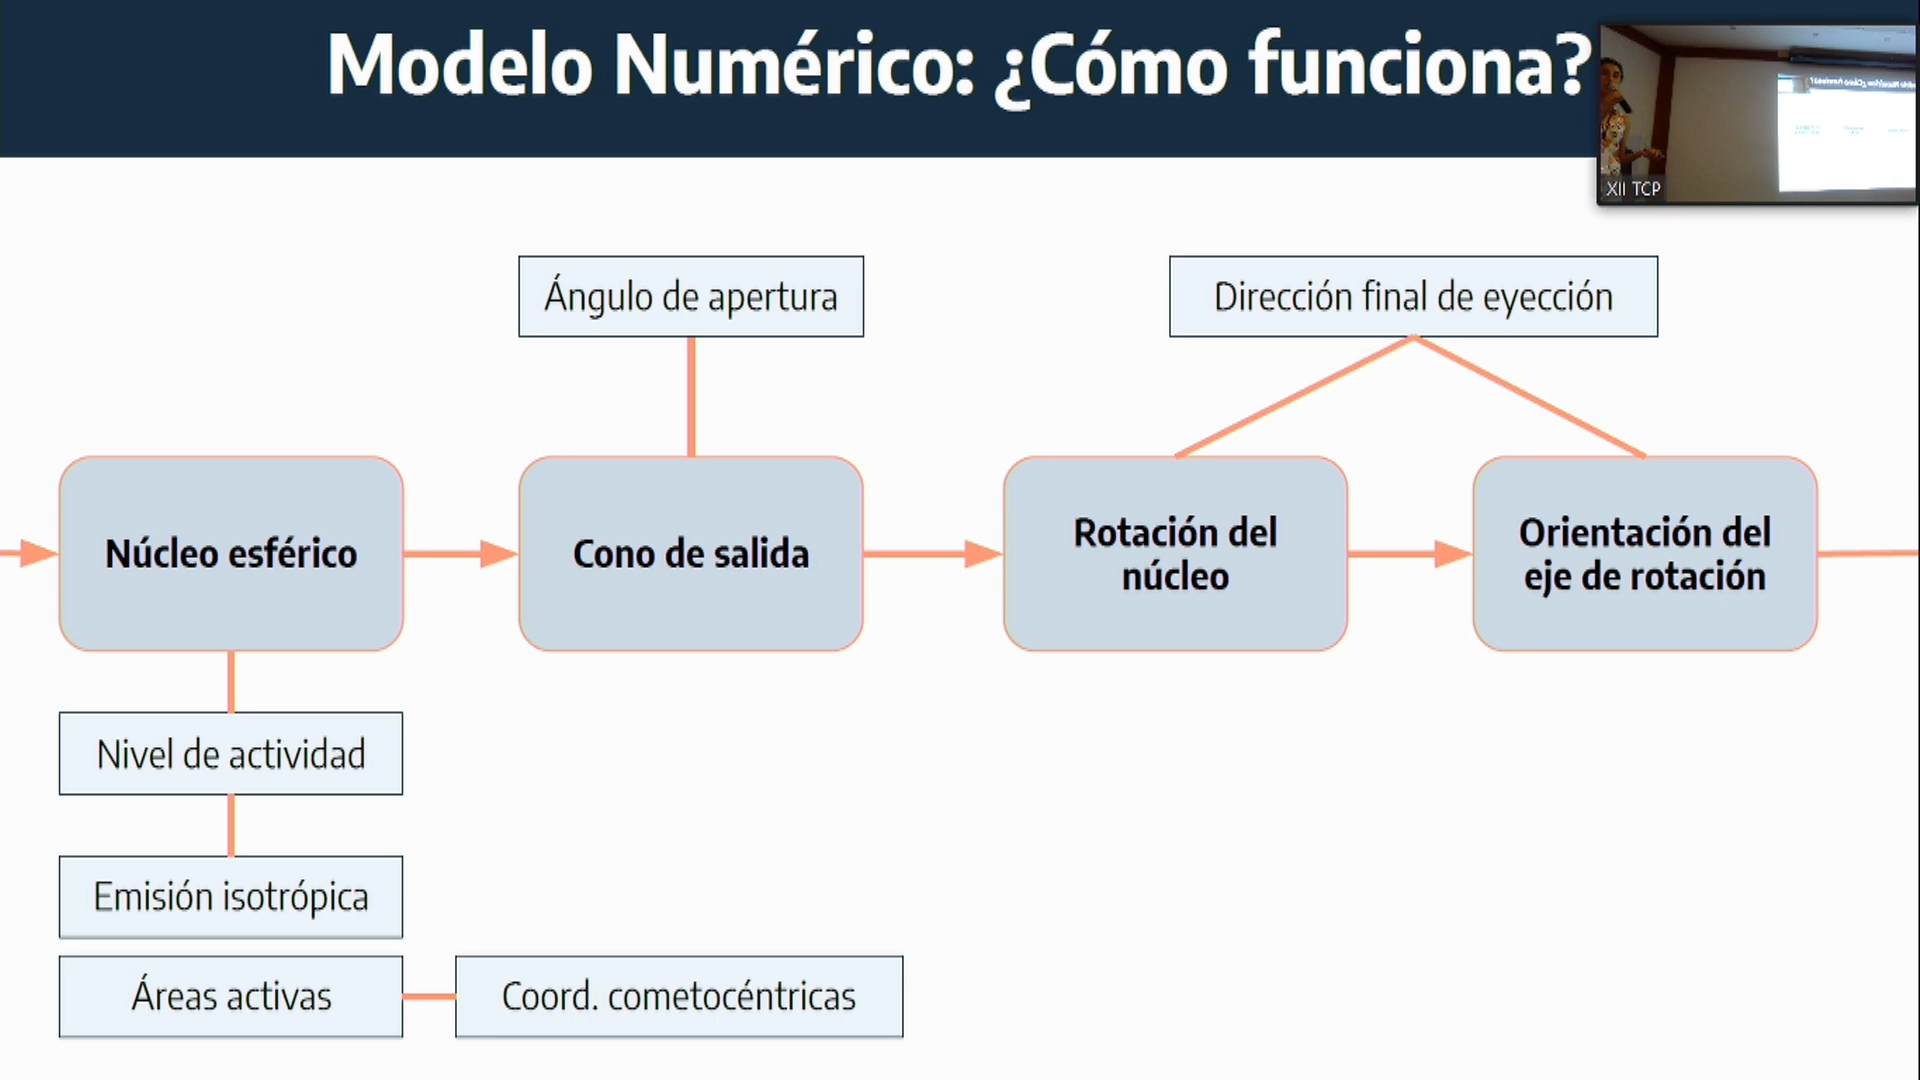 Modelo Numérico: ¿Cómo funciona?
XII TCP
Ángulo de apertura
Dirección final de eyección
Núcleo esférico
Cono de salida
Rotación del
núcleo
Orientación del
eje de rotación
Nivel de actividad
Emisión isotrópica
Áreas activas
Coord. cometocéntricas